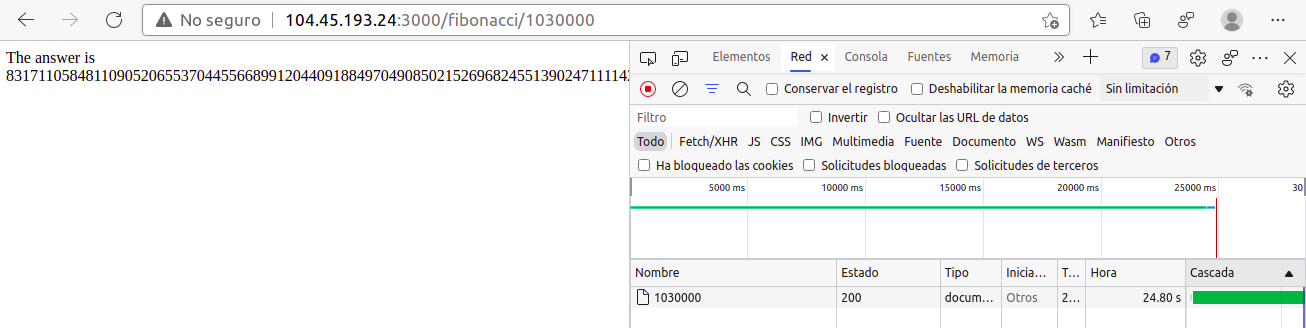 No seguro 104.45.193.24:3000/fibonacci/1030000
The answer is
831711058481109052065537044556689912044091884970490850215269682455139024711114
Elementos Red Consola Fuentes Memoria 7
Conservar el registro Deshabilitar la memoria caché Sin limitación
Filtro Invertir Ocultar las URL de datos
Todo Fetch/XHR JS CSS IMG Multimedia Fuente Documento WS Wasm Manifiesto Otros
Ha bloqueado las cookies Solicitudes bloqueadas Solicitudes de terceros
5000 ms 10000 ms 15000 ms 20000 ms 25000 ms 30
Nombre Estado Tipo Inicia... T... Hora Cascada
1030000 200 docum... Otros 2... 24.80 s